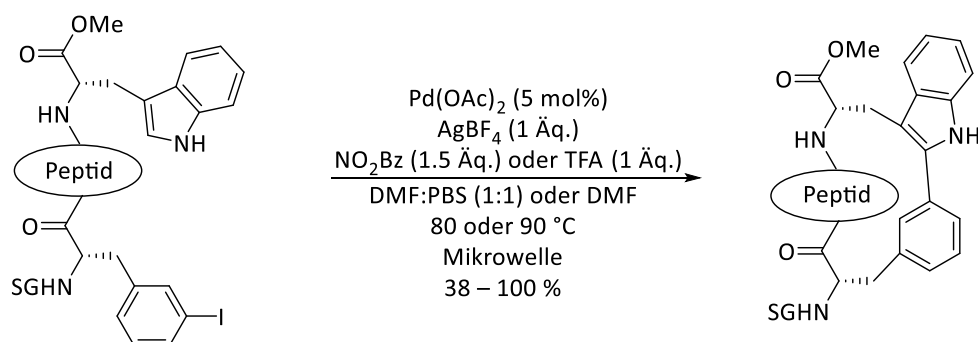 OMe
O
HN
NH
Peptid
O
SGHN
I
Pd(OAc)2 (5 mol%)
AgBF4 (1 Äq.)
NO2Bz (1.5 Äq.) oder TFA (1 Äq.)
DMF:PBS (1:1) oder DMF
80 oder 90 °C
Mikrowelle
38 – 100 %
OMe
O
HN
NH
Peptid
O
SGHN